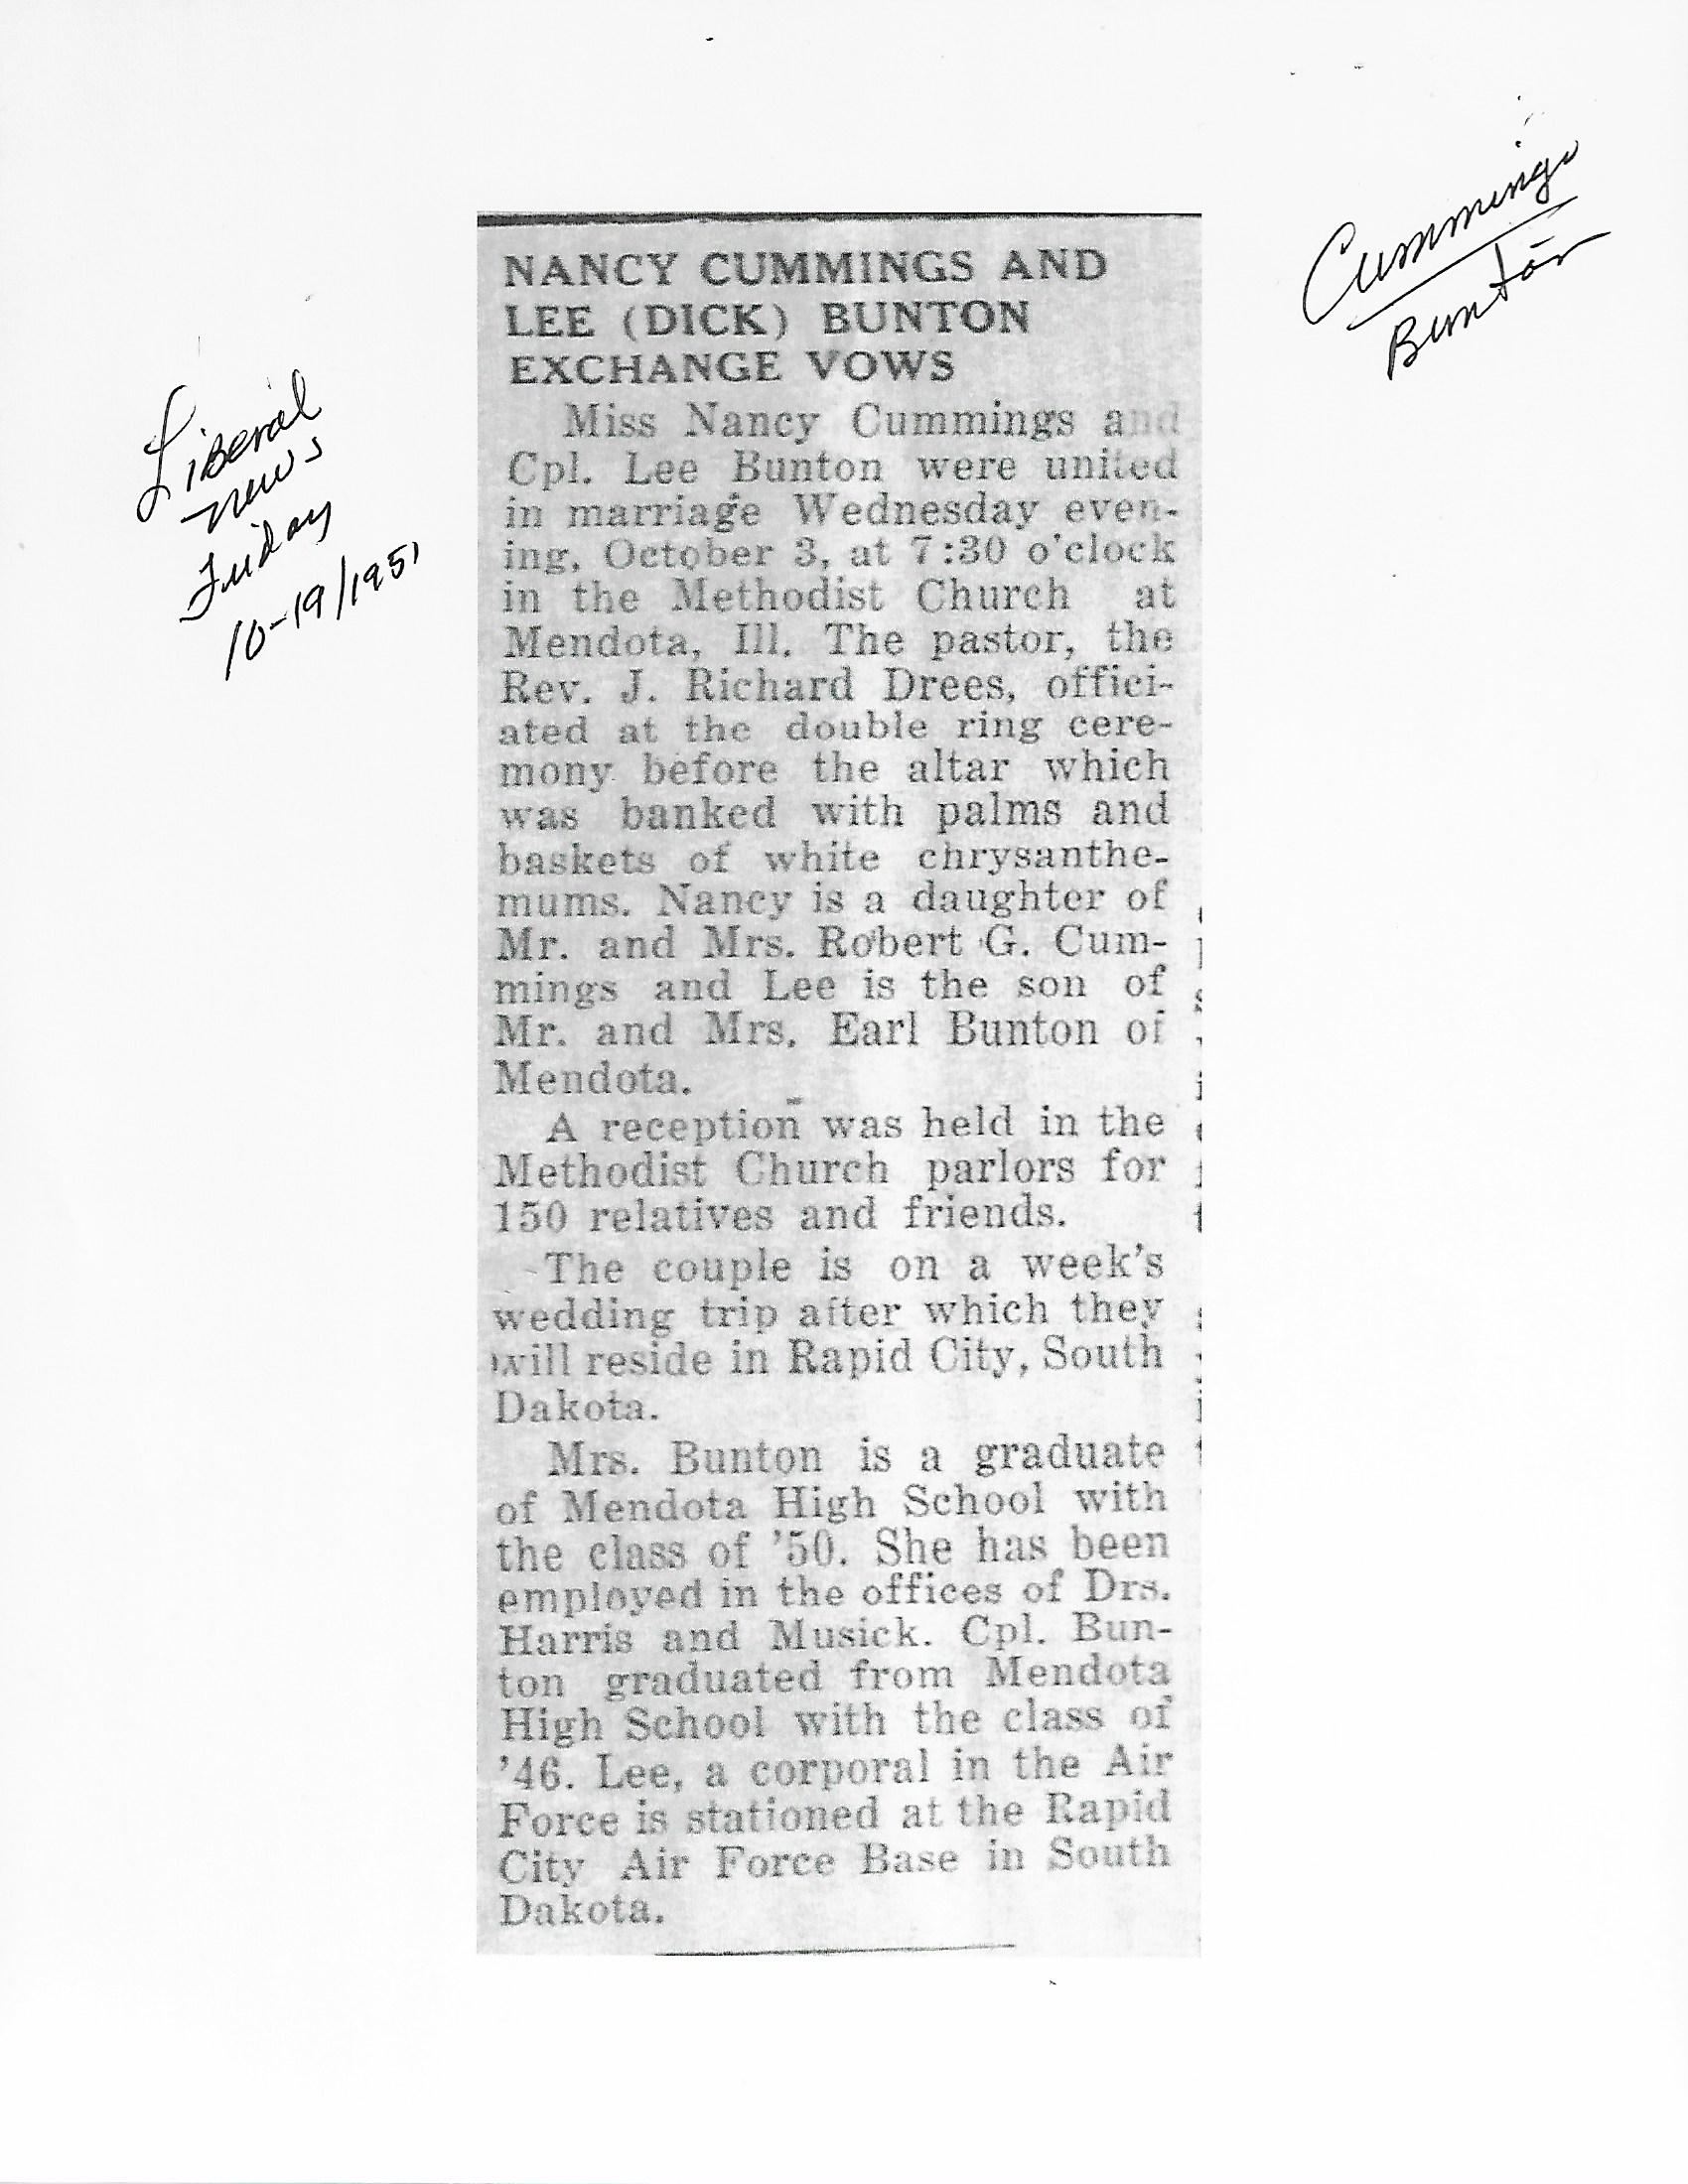 Cummings
Bunton
Liberal
News
Friday
10-19/1951
NANCY CUMMINGS AND
LEE (DICK) BUNTON
EXCHANGE VOWS
Miss Nancy Cummings and
Cpl. Lee Bunton were united
in marriage Wednesday even-
ing, October 3, at 7:30 o'clock
in the Methodist Church at
Mendota, Ill. The pastor, the
Rev. J. Richard Drees, offici-
ated at the double ring cere-
mony before the altar which
was banked with palms and
baskets of white chrysanthe-
mums. Nancy is a daughter of
Mr. and Mrs. Robert G. Cum-
mings and Lee is the son of
Mr. and Mrs. Earl Bunton of
Mendota.
A reception was held in the
Methodist Church parlors for
150 relatives and friends.
The couple is on a week's
wedding trip after which they
will reside in Rapid City, South
Dakota.
Mrs. Bunton is a graduate
of Mendota High School with
the class of '50. She has been
employed in the offices of Drs.
Harris and Musick. Cpl. Bun-
ton graduated from Mendota
High School with the class of
'46. Lee, a corporal in the Air
Force is stationed at the Rapid
City Air Force Base in South
Dakota.